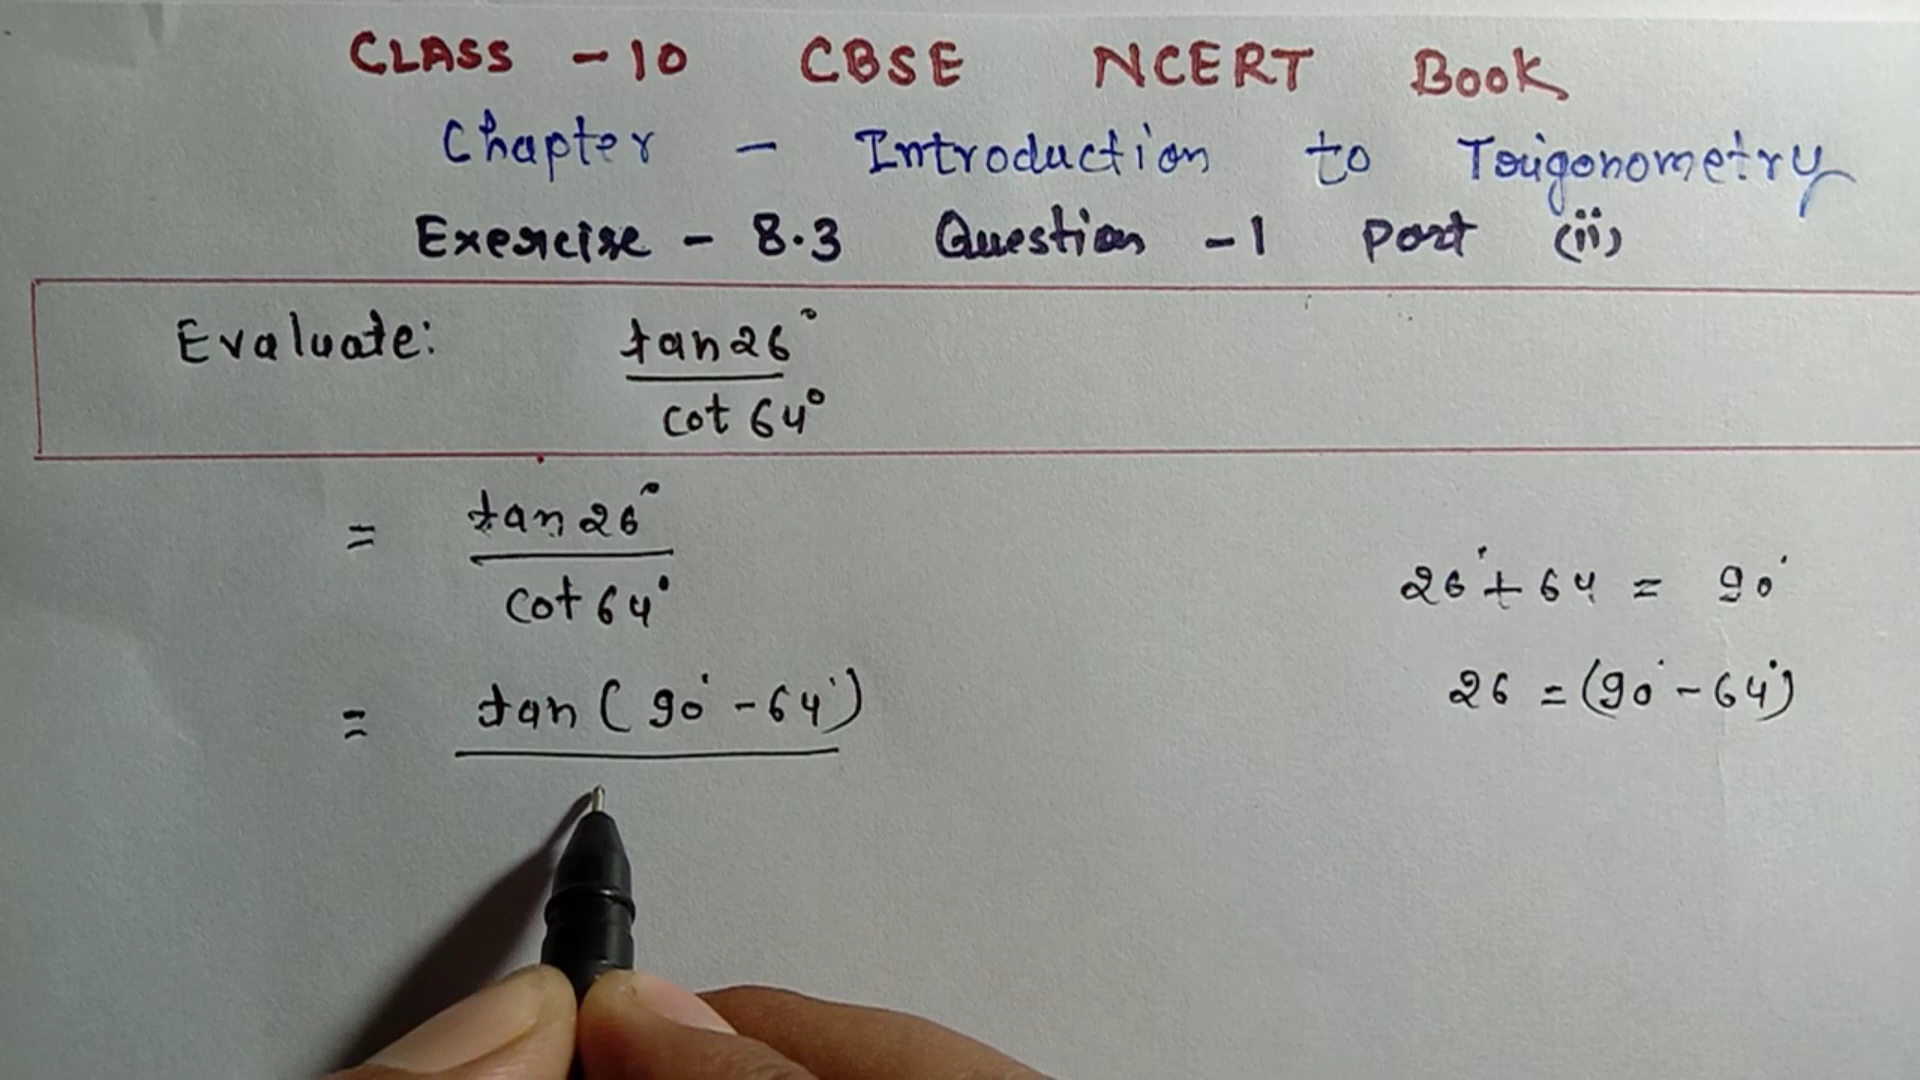 CLASS - 10 CBSE NCERT Book
Chapter - Introduction to Trigonometry
Exercise - 8.3 Question - 1 part (ii)
Evaluate: tan 26° / cot 64°
= tan 26° / cot 64°
26° + 64 = 90°
= tan (90° - 64°)
26 = (90° - 64°)